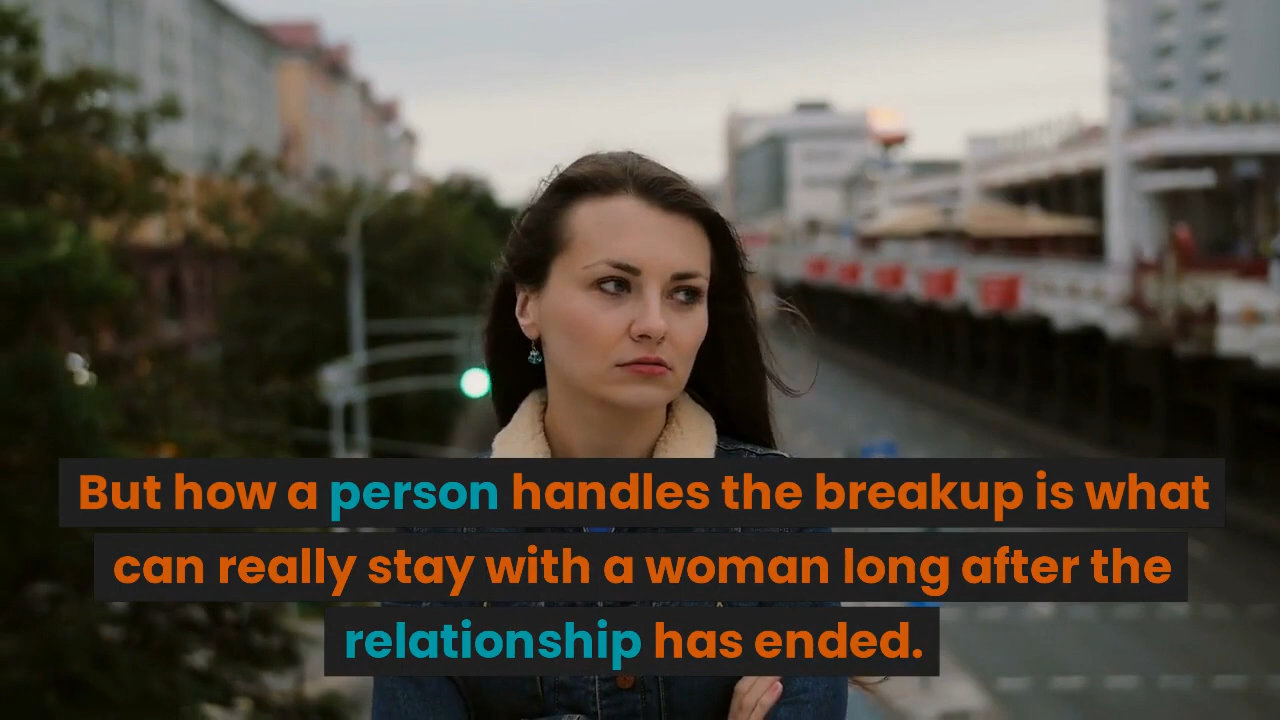 But how a person handles the breakup is what
can really stay with a woman long after the
relationship has ended.